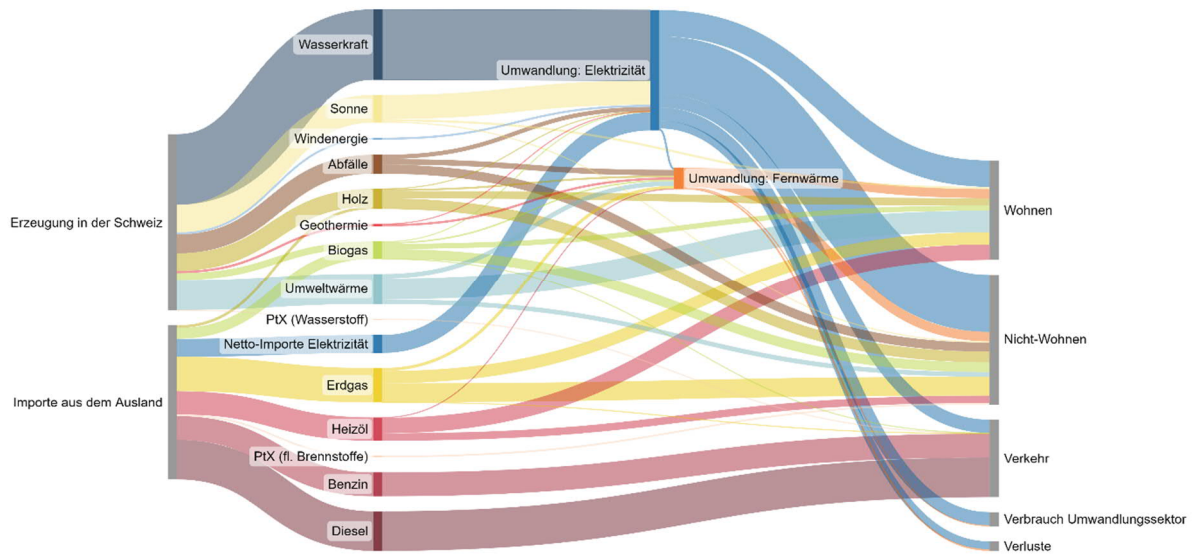 Erzeugung in der Schweiz
Importe aus dem Ausland
Wasserkraft
Sonne
Windenergie
Abfälle
Holz
Geothermie
Biogas
Umweltwärme
PtX (Wasserstoff)
Netto-Importe Elektrizität
Erdgas
Heizöl
PtX (fl. Brennstoffe)
Benzin
Diesel
Umwandlung: Elektrizität
Umwandlung: Fernwärme
Wohnen
Nicht-Wohnen
Verkehr
Verbrauch Umwandlungssektor
Verluste